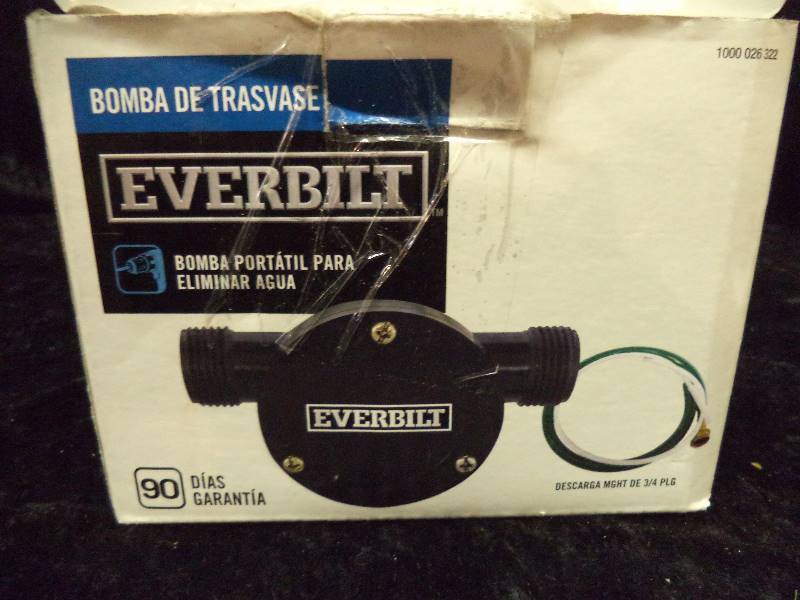 1000 026 322
BOMBA DE TRASVASE
EVERBILT
TM
BOMBA PORTÁTIL PARA
ELIMINAR AGUA
EVERBILT
90
DÍAS
GARANTÍA
DESCARGA MGHT DE 3/4 PLG